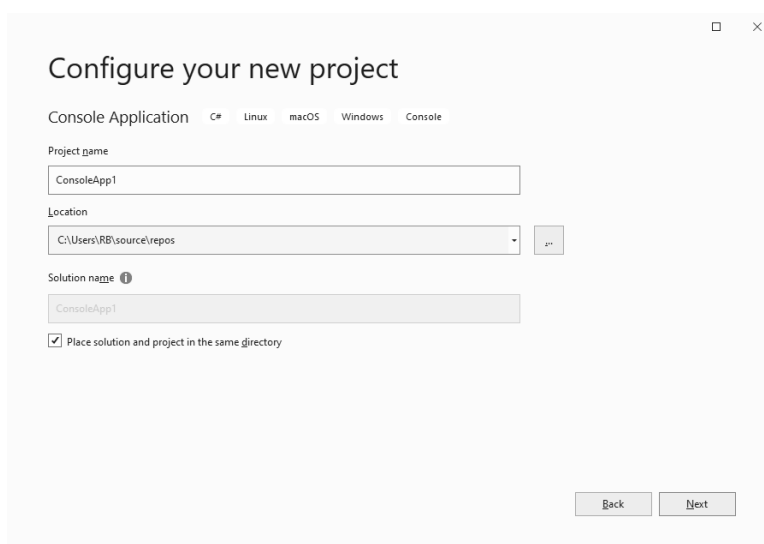 Configure your new project
Console Application C# Linux macOS Windows Console
Project name
ConsoleApp1
Location
C:\Users\RB\source\repos
...
Solution name
ConsoleApp1
Place solution and project in the same directory
Back Next